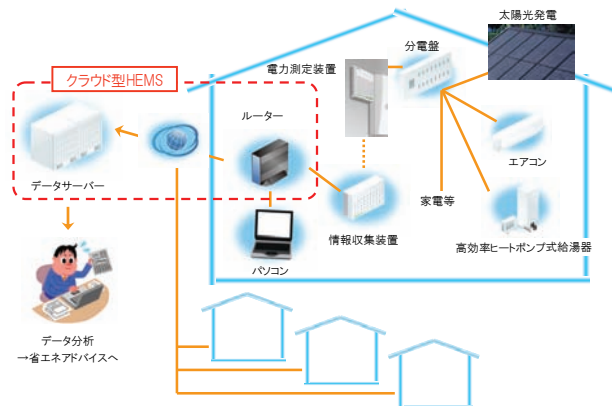 太陽光発電
分電盤
電力測定装置
クラウド型HEMS
ルーター
データサーバー
エアコン
家電等
情報収集装置
パソコン
高効率ヒートポンプ式給湯器
データ分析
→省エネアドバイスへ